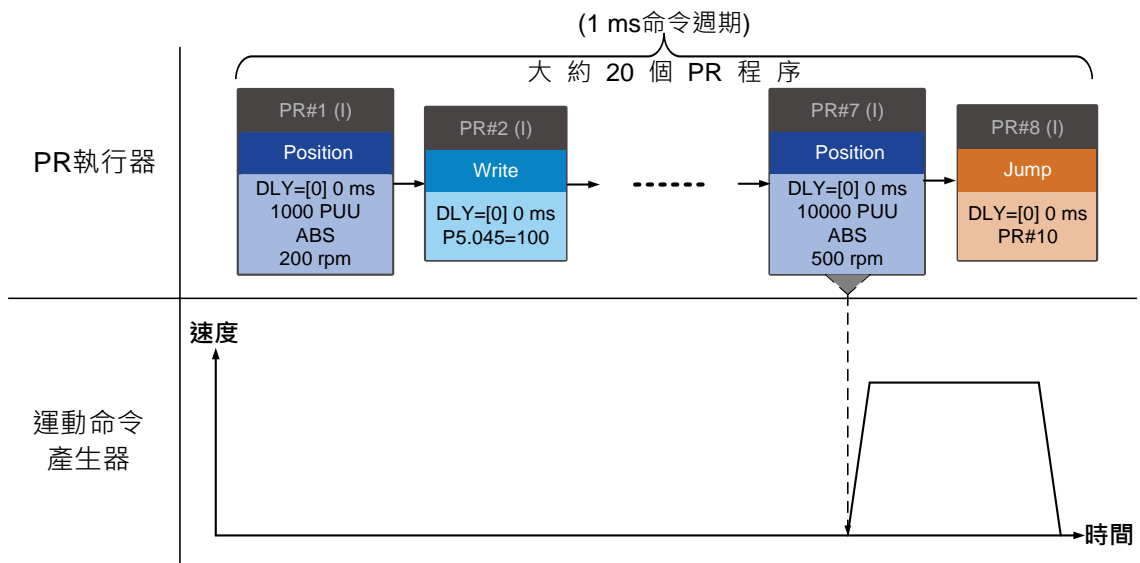 (1 ms命令週期)
大 約 20 個 PR 程 序
PR執行器
PR#1 (I)
Position
DLY=[0] 0 ms
1000 PUU
ABS
200 rpm
PR#2 (I)
Write
DLY=[0] 0 ms
P5.045=100
PR#7 (I)
Position
DLY=[0] 0 ms
10000 PUU
ABS
500 rpm
PR#8 (I)
Jump
DLY=[0] 0 ms
PR#10
速度
運動命令
產生器
時間